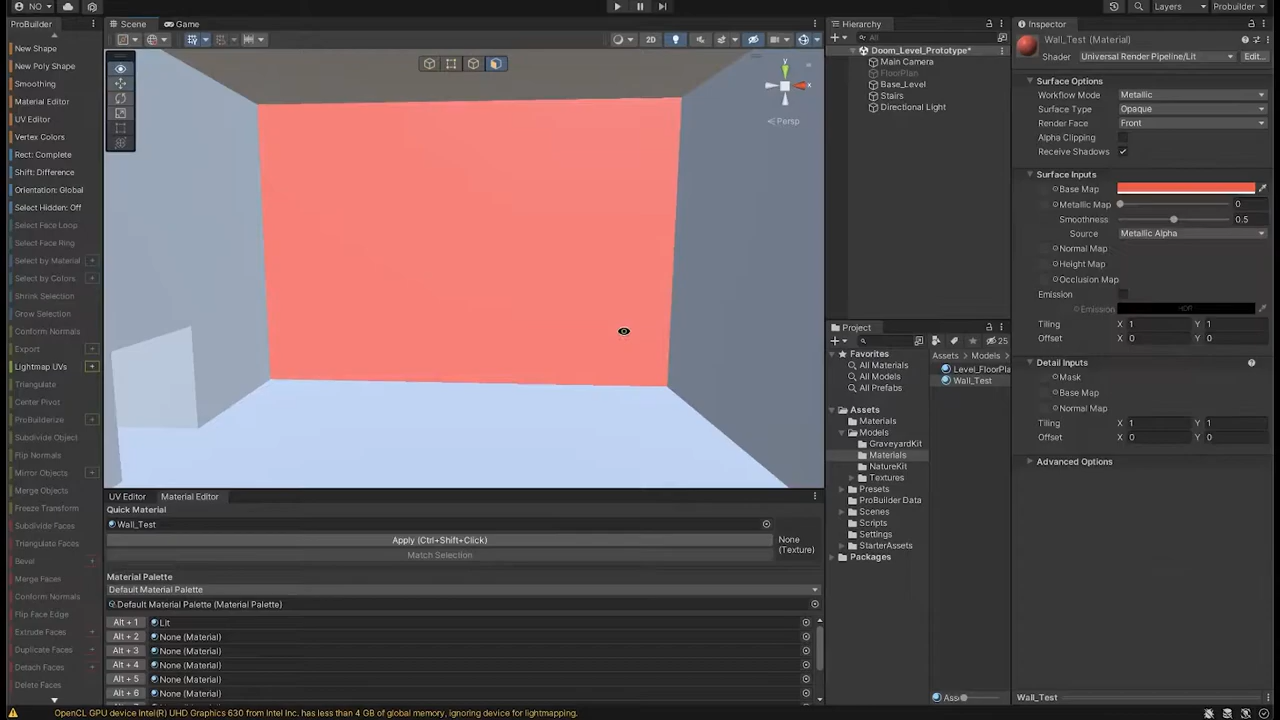 NO
Layers
Probuilder
ProBuilder
Scene
Game
Hierarchy
Inspector
2D
All
New Shape
New Poly Shape
Smoothing
Material Editor
UV Editor
Vertex Colors
Rect: Complete
Shift: Difference
Orientation: Global
Select Hidden: Off
Select Face Loop
Select Face Ring
Select by Material
Select by Colors
Shrink Selection
Grow Selection
Conform Normals
Export
Lightmap UVs
Triangulate
Center Pivot
ProBuilderize
Subdivide Object
Flip Normals
Mirror Objects
Merge Objects
Freeze Transform
Subdivide Faces
Triangulate Faces
Bevel
Merge Faces
Conform Normals
Flip Face Edge
Extrude Faces
Duplicate Faces
Detach Faces
Delete Faces
y
x
Persp
Doom_Level_Prototype*
Main Camera
FloorPlan
Base_Level
Stairs
Directional Light
Wall_Test (Material)
Shader
Universal Render Pipeline/Lit
Edit...
Surface Options
Workflow Mode
Metallic
Surface Type
Opaque
Render Face
Front
Alpha Clipping
Receive Shadows
Surface Inputs
Base Map
Metallic Map
0
Smoothness
0.5
Source
Metallic Alpha
Normal Map
Height Map
Occlusion Map
Emission
Emission
HDR
Tiling X 1 Y 1
Offset X 0 Y 0
Detail Inputs
Mask
Base Map
Normal Map
Tiling X 1 Y 1
Offset X 0 Y 0
Advanced Options
Project
25
Favorites
All Materials
All Models
All Prefabs
Assets
Materials
Models
GraveyardKit
Materials
NatureKit
Textures
Presets
ProBuilder Data
Scenes
Scripts
Settings
StarterAssets
Packages
Assets > Models >
Level_FloorPla
Wall_Test
Ass
Wall_Test
UV Editor
Material Editor
Quick Material
Wall_Test
Apply (Ctrl+Shift+Click)
Match Selection
None
(Texture)
Material Palette
Default Material Palette
Default Material Palette (Material Palette)
Alt + 1 Lit
Alt + 2 None (Material)
Alt + 3 None (Material)
Alt + 4 None (Material)
Alt + 5 None (Material)
Alt + 6 None (Material)
OpenCL GPU device Intel(R) UHD Graphics 630 from Intel Inc. has less than 4 GB of global memory, ignoring device for lightmapping.